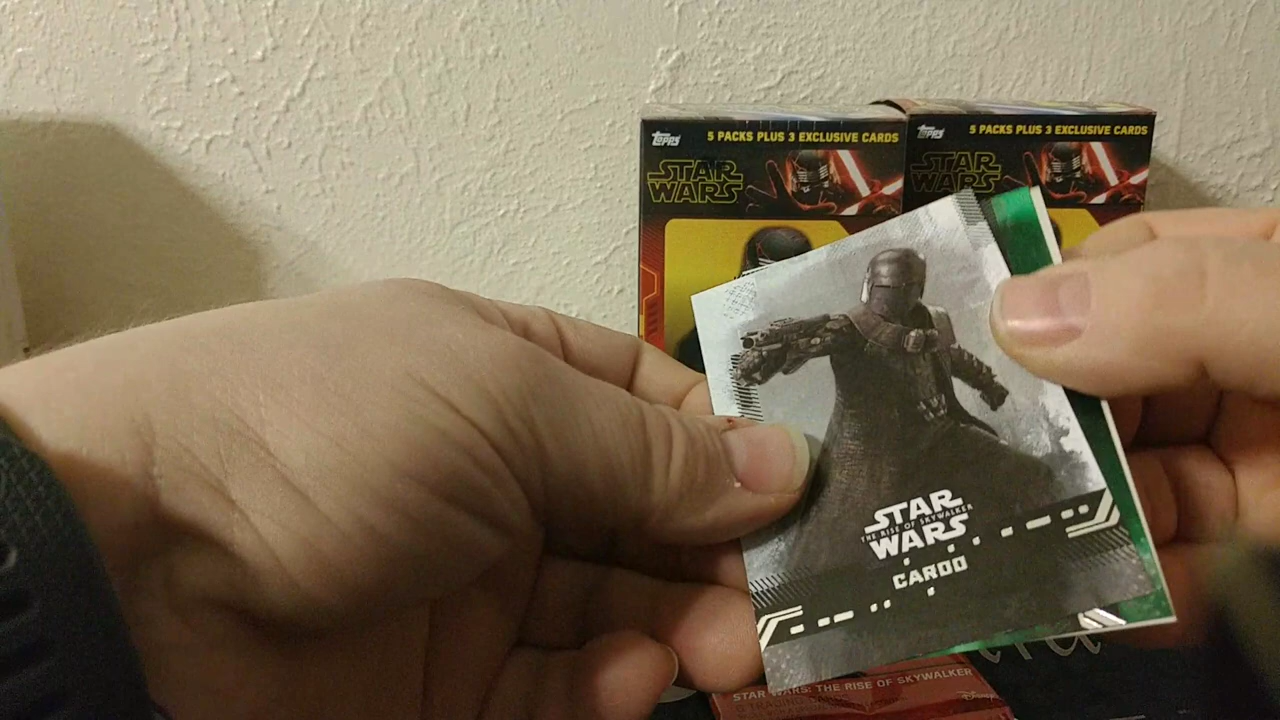 Topps
5 PACKS PLUS 3 EXCLUSIVE CARDS
STAR
WARS
Topps
5 PACKS PLUS 3 EXCLUSIVE CARDS
STAR
WARS
STAR
THE RISE OF SKYWALKER
WARS
CARDO
STAR WARS: THE RISE OF SKYWALKER